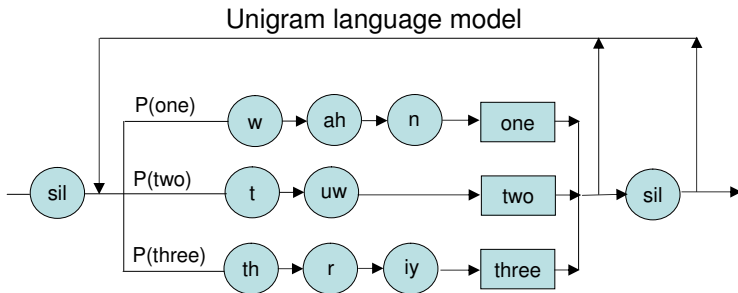 Unigram language model
P(one) w ah n one
sil P(two) t uw two sil
P(three) th r iy three